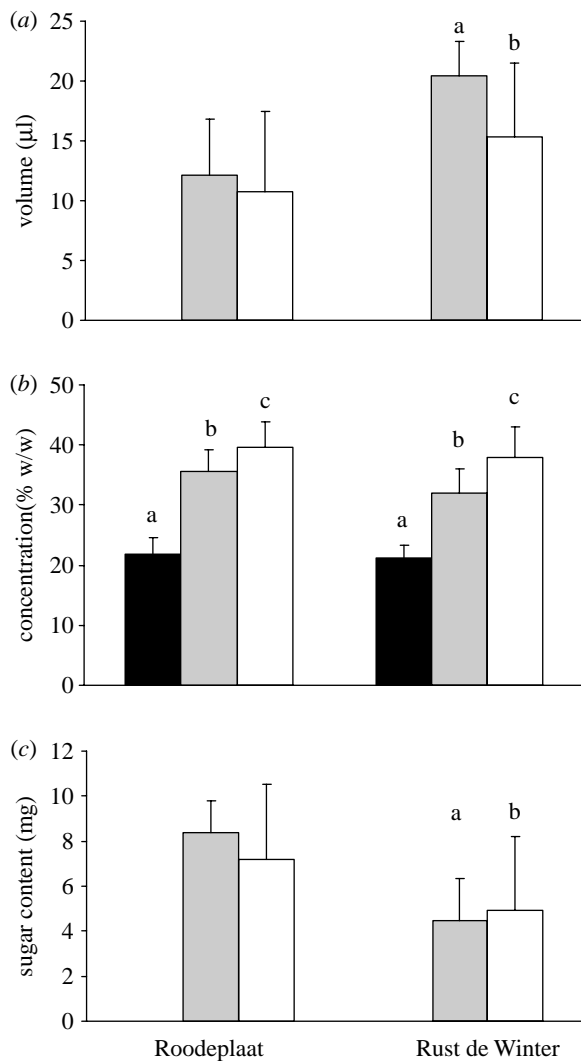 (a)
25
20
15
10
5
0
volume (µl)
a
b
(b)
50
40
30
20
10
0
concentration(% w/w)
a
b
c
a
b
c
(c)
12
10
8
6
4
2
0
sugar content (mg)
a
b
Roodeplaat
Rust de Winter